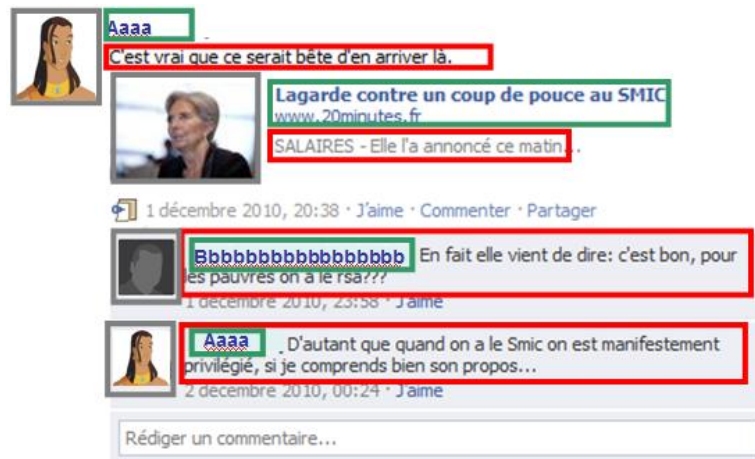 Aaaa
C'est vrai que ce serait bête d'en arriver là.
Lagarde contre un coup de pouce au SMIC
www.20minutes.fr
SALAIRES - Elle l'a annoncé ce matin...
1 décembre 2010, 20:38 · J'aime · Commenter · Partager
Bbbbbbbbbbbbbbbbb En fait elle vient de dire: c'est bon, pour
les pauvres on a le rsa???
1 décembre 2010, 23:58 · J'aime
Aaaa D'autant que quand on a le Smic on est manifestement
privilégié, si je comprends bien son propos...
2 décembre 2010, 00:24 · J'aime
Rédiger un commentaire...